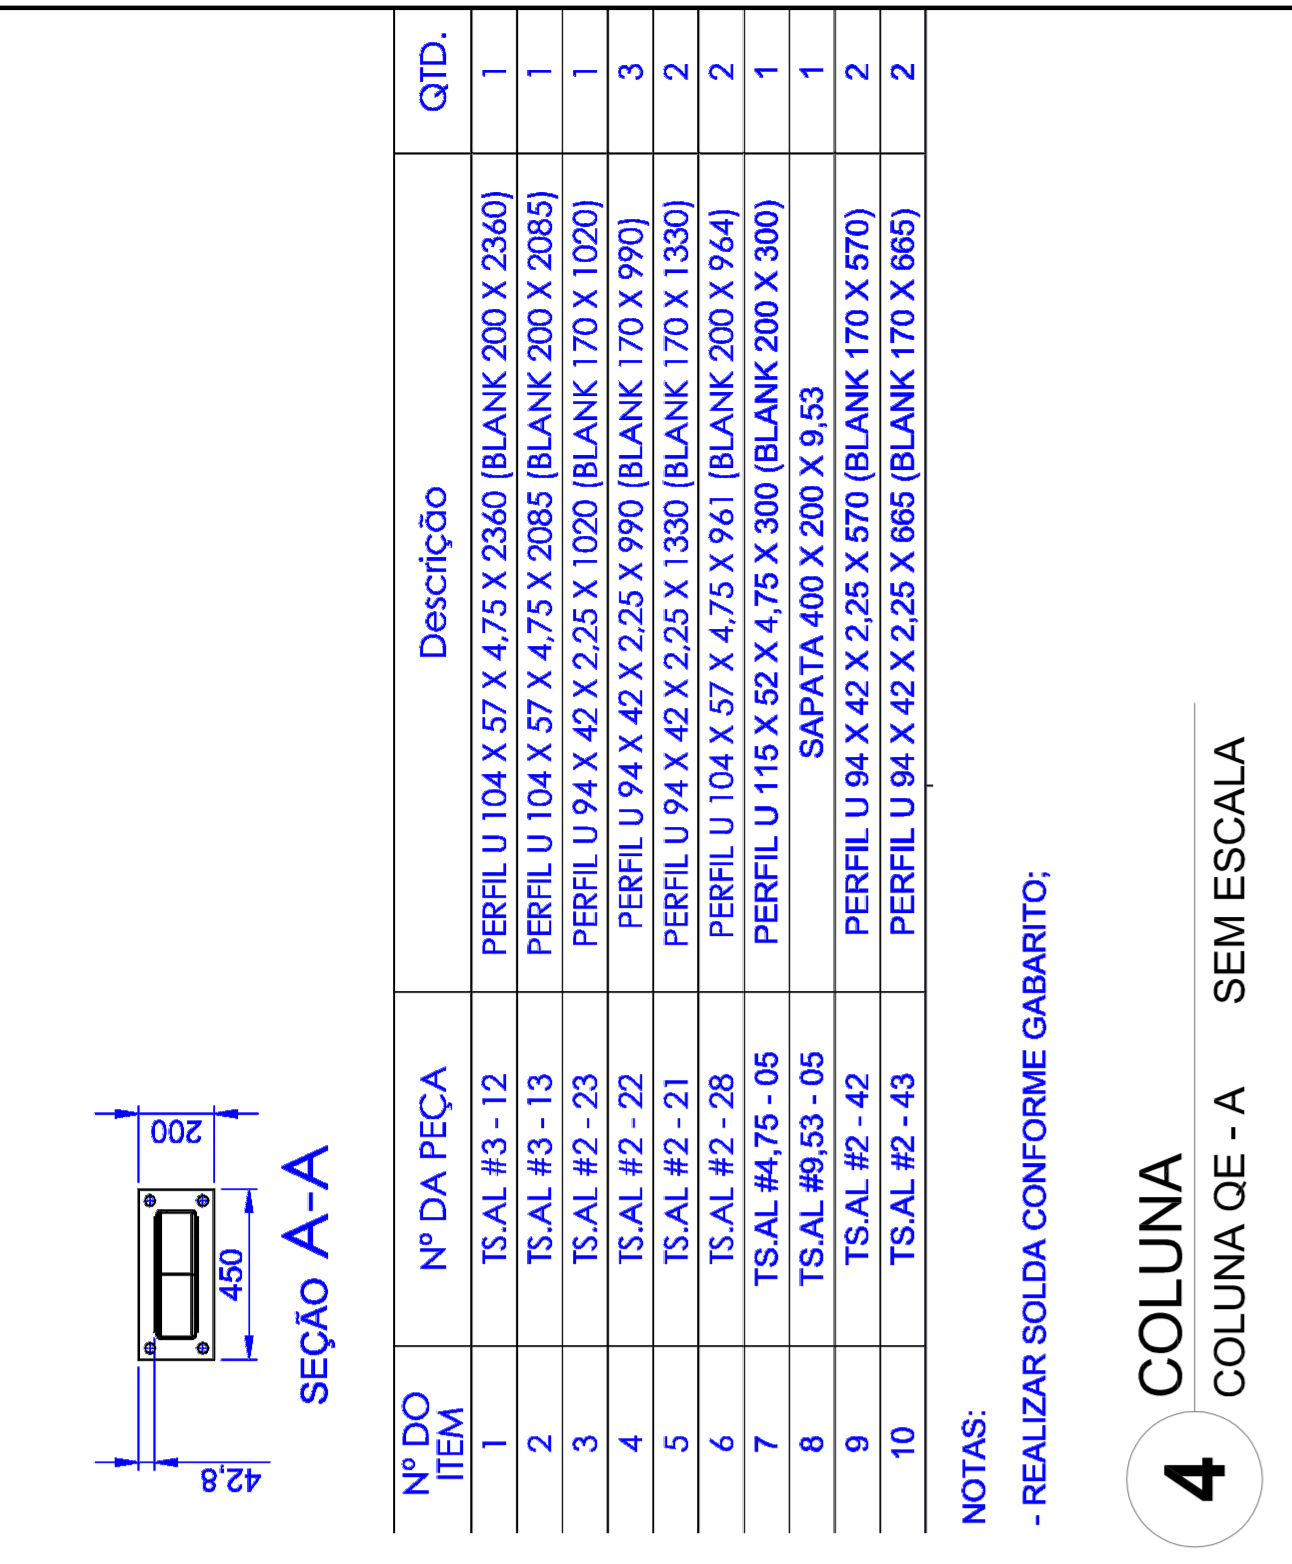 200
450
42,8
SEÇÃO A-A
Nº DO ITEM Nº DA PEÇA Descrição QTD.
1 TS.AL #3 - 12 PERFIL U 104 X 57 X 4,75 X 2360 (BLANK 200 X 2360) 1
2 TS.AL #3 - 13 PERFIL U 104 X 57 X 4,75 X 2085 (BLANK 200 X 2085) 1
3 TS.AL #2 - 23 PERFIL U 94 X 42 X 2,25 X 1020 (BLANK 170 X 1020) 1
4 TS.AL #2 - 22 PERFIL U 94 X 42 X 2,25 X 990 (BLANK 170 X 990) 3
5 TS.AL #2 - 21 PERFIL U 94 X 42 X 2,25 X 1330 (BLANK 170 X 1330) 2
6 TS.AL #2 - 28 PERFIL U 104 X 57 X 4,75 X 961 (BLANK 200 X 964) 2
7 TS.AL #4,75 - 05 PERFIL U 115 X 52 X 4,75 X 300 (BLANK 200 X 300) 1
8 TS.AL #9,53 - 05 SAPATA 400 X 200 X 9,53 1
9 TS.AL #2 - 42 PERFIL U 94 X 42 X 2,25 X 570 (BLANK 170 X 570) 2
10 TS.AL #2 - 43 PERFIL U 94 X 42 X 2,25 X 665 (BLANK 170 X 665) 2
NOTAS:
- REALIZAR SOLDA CONFORME GABARITO;
4 COLUNA
COLUNA QE - A SEM ESCALA